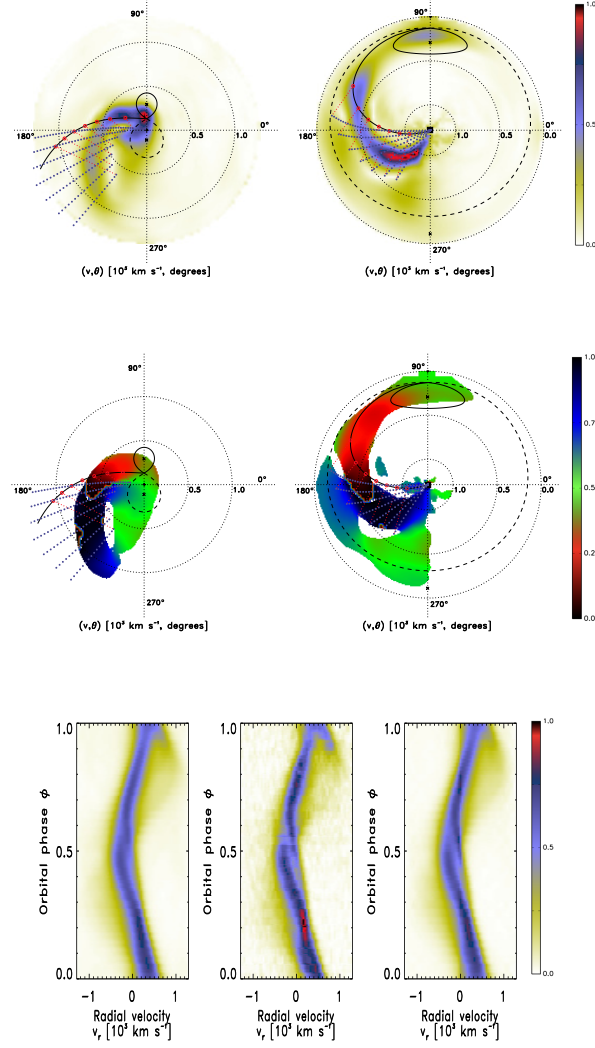 90° 90° 1.0
180° 0.5 1.0 0° 180° 1.0 0.5 0.0 0° 0.5
270° 270° 0.0
(v,θ) [10³ km s⁻¹, degrees] (v,θ) [10³ km s⁻¹, degrees]
90° 90° 1.0
0.7
180° 0.5 1.0 0° 180° 1.0 0.5 0.0 0° 0.5
0.2
270° 270° 0.0
(v,θ) [10³ km s⁻¹, degrees] (v,θ) [10³ km s⁻¹, degrees]
1.0 1.0 1.0 1.0
Orbital phase ϕ Orbital phase ϕ Orbital phase ϕ
0.5 0.5 0.5 0.5
0.0 0.0 0.0 0.0
−1 0 1 −1 0 1 −1 0 1
Radial velocity Radial velocity Radial velocity
vᵣ [10³ km s⁻¹] vᵣ [10³ km s⁻¹] vᵣ [10³ km s⁻¹]